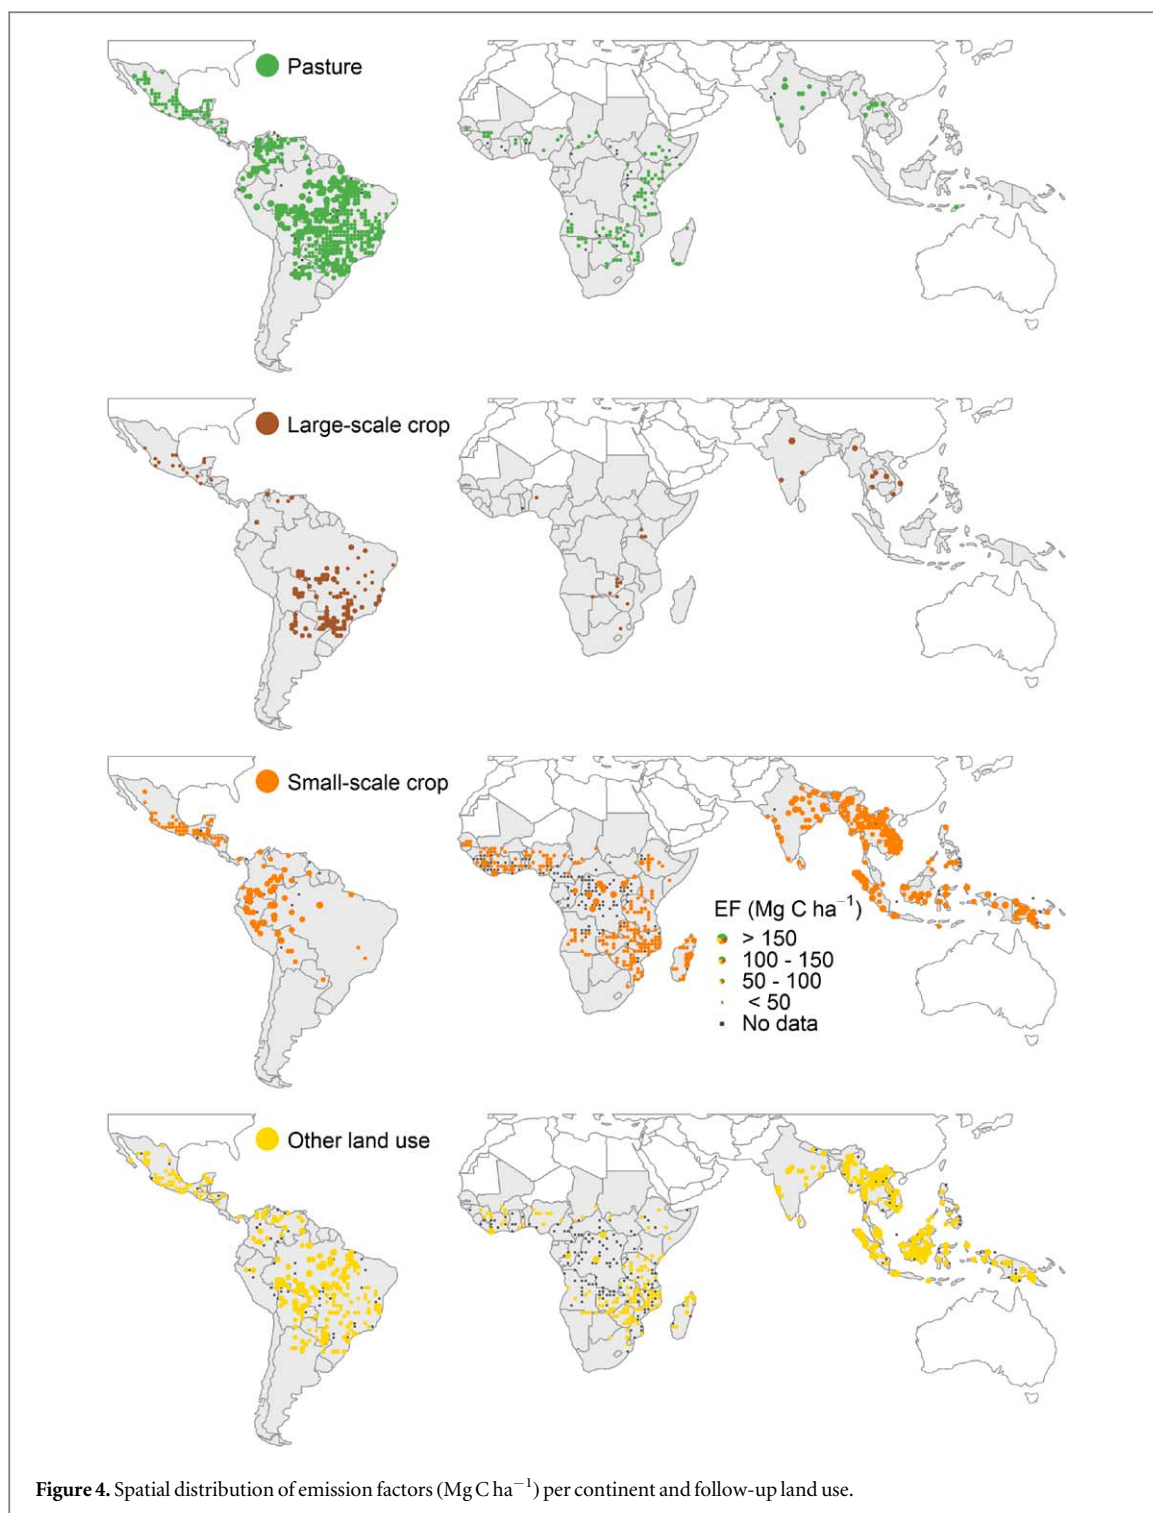 Pasture
Large-scale crop
Small-scale crop
EF (Mg C ha⁻¹)
> 150
100 - 150
50 - 100
< 50
No data
Other land use
Figure 4. Spatial distribution of emission factors (Mg C ha⁻¹) per continent and follow-up land use.